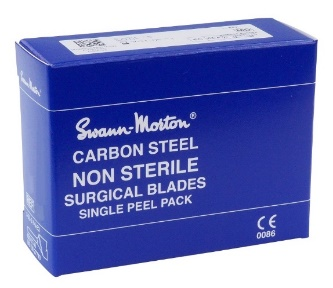 Swann-Morton®
CARBON STEEL
NON STERILE
SURGICAL BLADES
SINGLE PEEL PACK
CE
0086